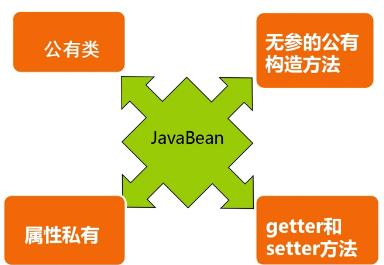 公有类
无参的公有
构造方法
JavaBean
属性私有
getter和
setter方法